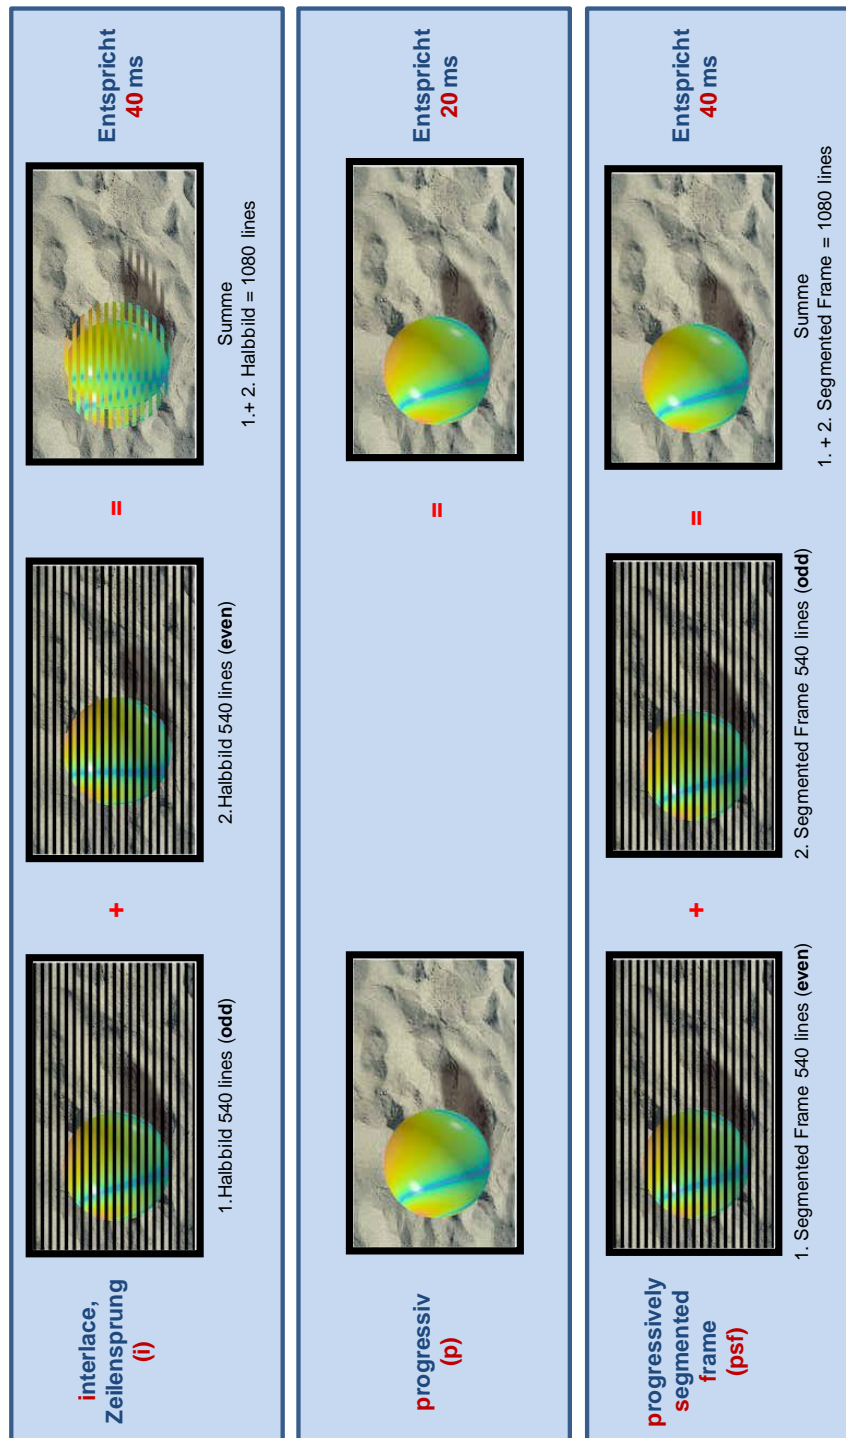 interlace,
Zeilensprung
(i)
1.Halbbild 540 lines (odd)
+
2.Halbbild 540 lines (even)
=
Summe
1.+ 2. Halbbild = 1080 lines
Entspricht
40 ms
progressiv
(p)
=
Entspricht
20 ms
progressively
segmented
frame
(psf)
1. Segmented Frame 540 lines (even)
+
2. Segmented Frame 540 lines (odd)
=
Summe
1. + 2. Segmented Frame = 1080 lines
Entspricht
40 ms